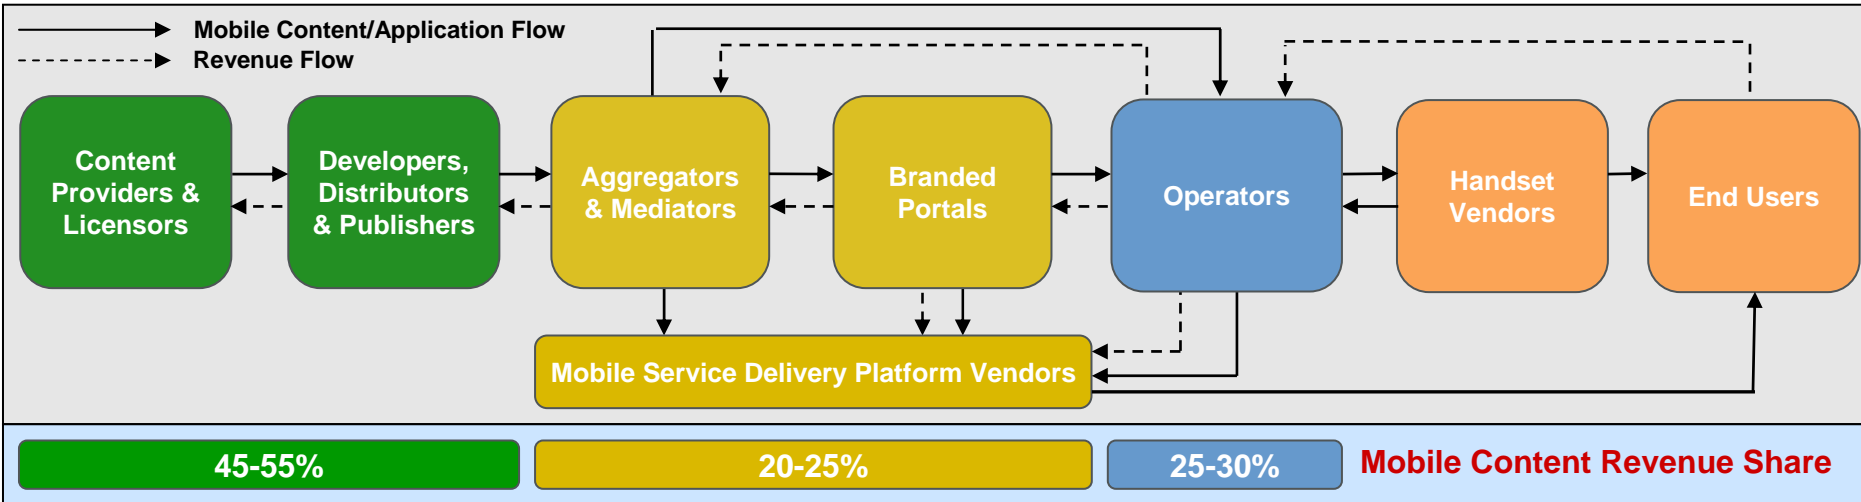 Mobile Content/Application Flow
Revenue Flow
Content
Providers &
Licensors
Developers,
Distributors
& Publishers
Aggregators
& Mediators
Branded
Portals
Operators
Handset
Vendors
End Users
Mobile Service Delivery Platform Vendors
45-55%
20-25%
25-30%
Mobile Content Revenue Share